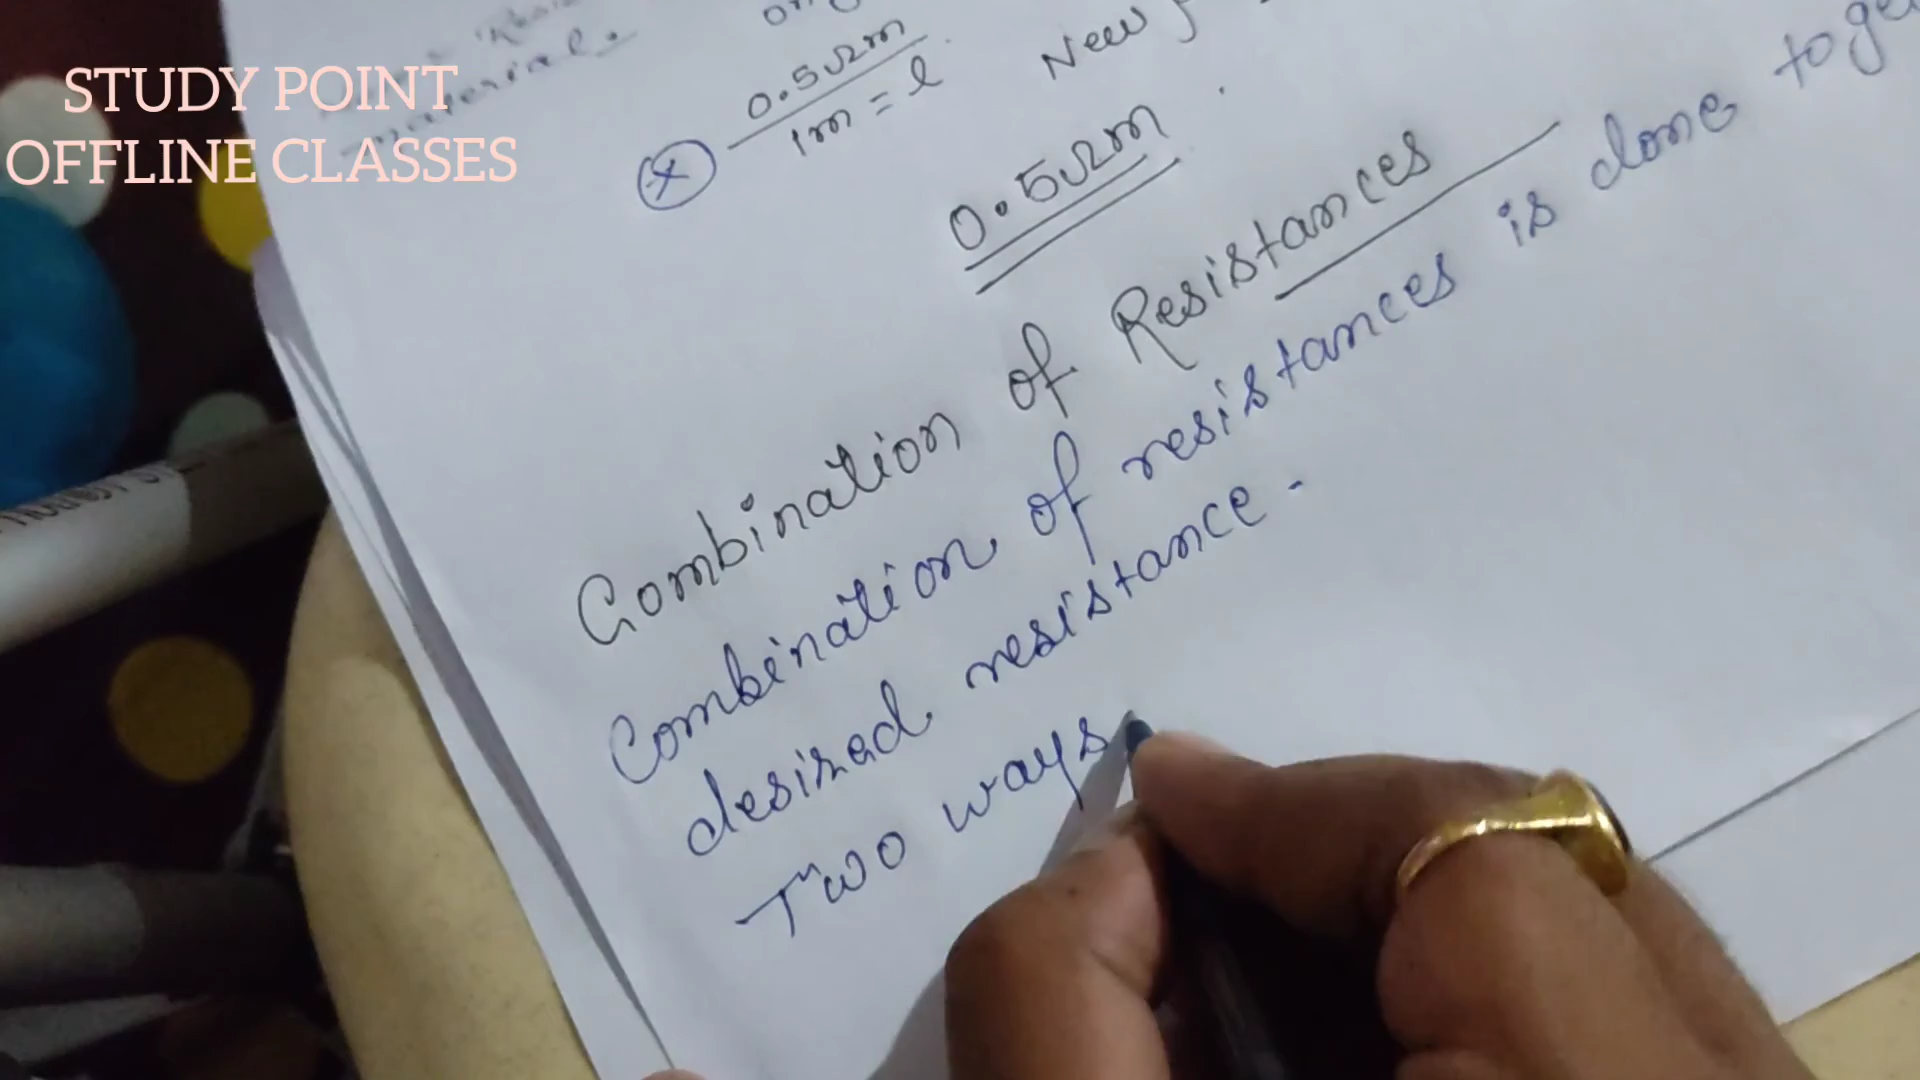 STUDY POINT
OFFLINE CLASSES
0.5Ωm
1m = l
New
0.5Ωm
Combination of Resistances
Combination of resistances is done to
desired resistance.
Two ways